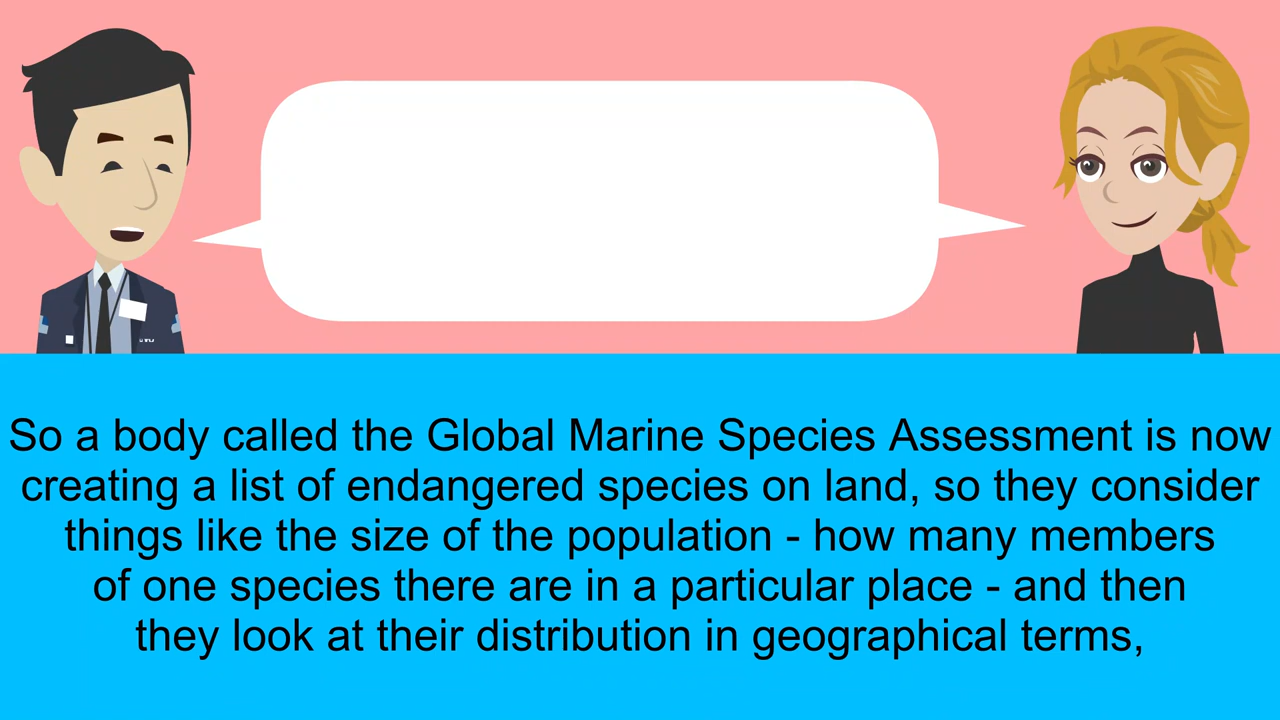 So a body called the Global Marine Species Assessment is now
creating a list of endangered species on land, so they consider
things like the size of the population - how many members
of one species there are in a particular place - and then
they look at their distribution in geographical terms,